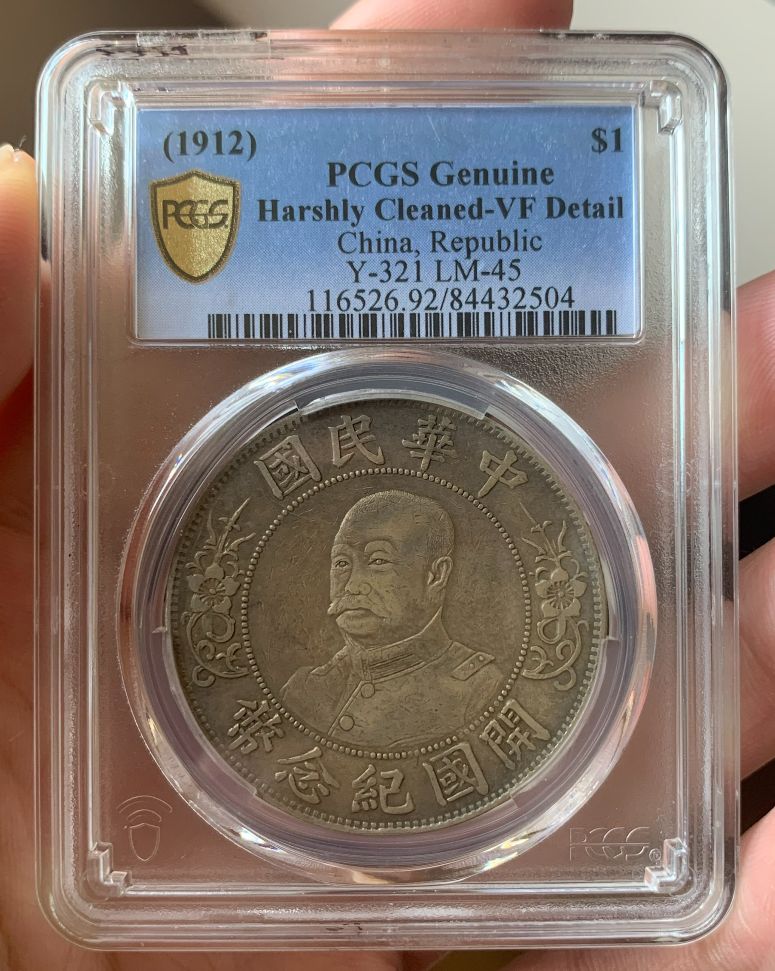 (1912) $1
PCGS Genuine
PCGS
Harshly Cleaned-VF Detail
China, Republic
Y-321 LM-45
116526.92/84432504
中華民國
開國紀念幣
PCGS